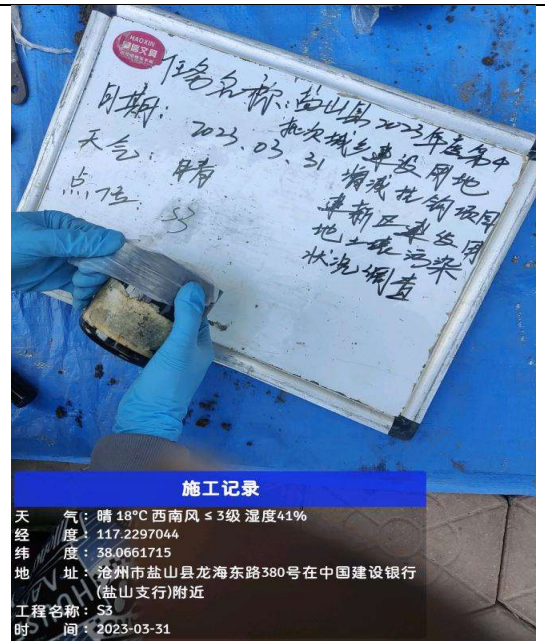 HAOXIN
皓信文具
任务名称：盐山县2023年度第4
批次城乡建设用地
增减挂钩项目
建新区建设用
地土壤污染
状况调查
日期：2023.03.31
天气：晴
点位：S3
施工记录
天 气：晴 18℃ 西南风 ≤ 3级 湿度41%
经 度：117.2297044
纬 度：38.0661715
地 址：沧州市盐山县龙海东路380号在中国建设银行
(盐山支行)附近
工程名称：S3
时 间：2023-03-31